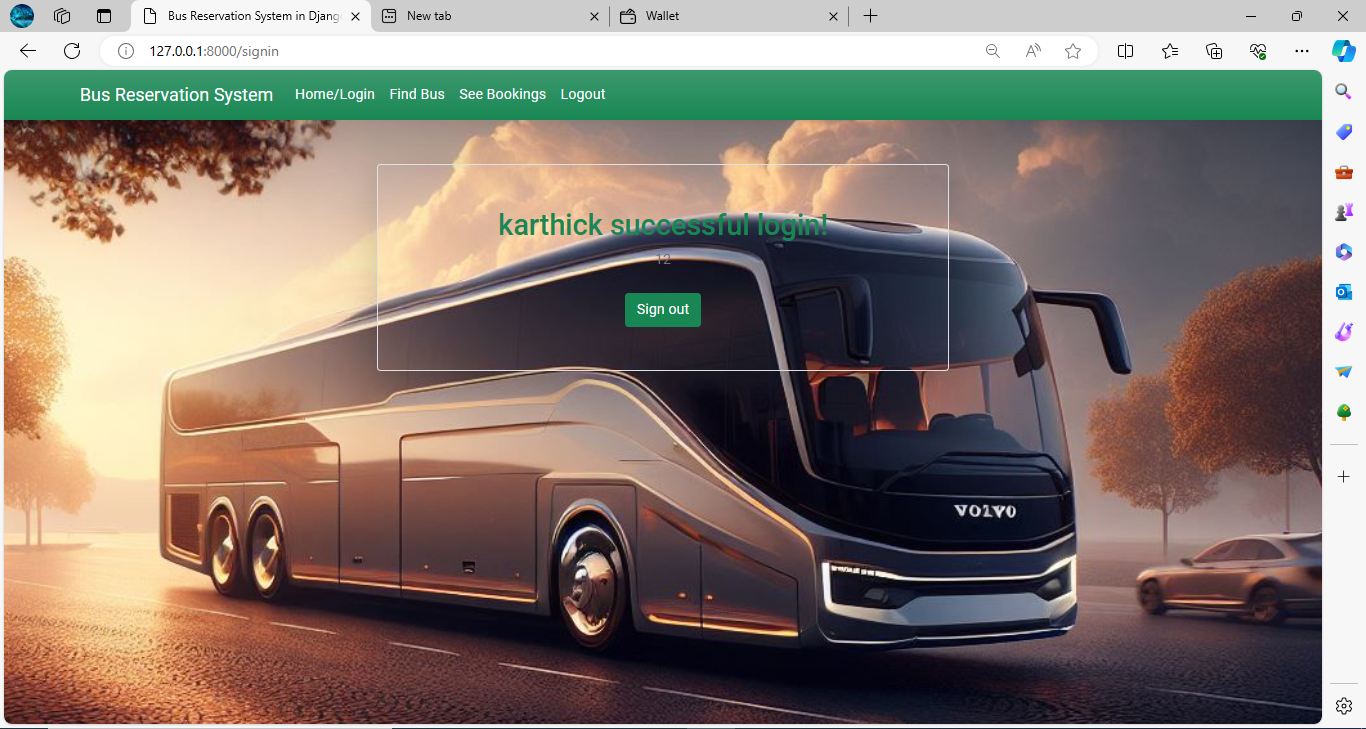 Bus Reservation System in Djang
New tab
Wallet
127.0.0.1:8000/signin
Bus Reservation System
Home/Login
Find Bus
See Bookings
Logout
karthick successful login!
12
Sign out
VOLVO